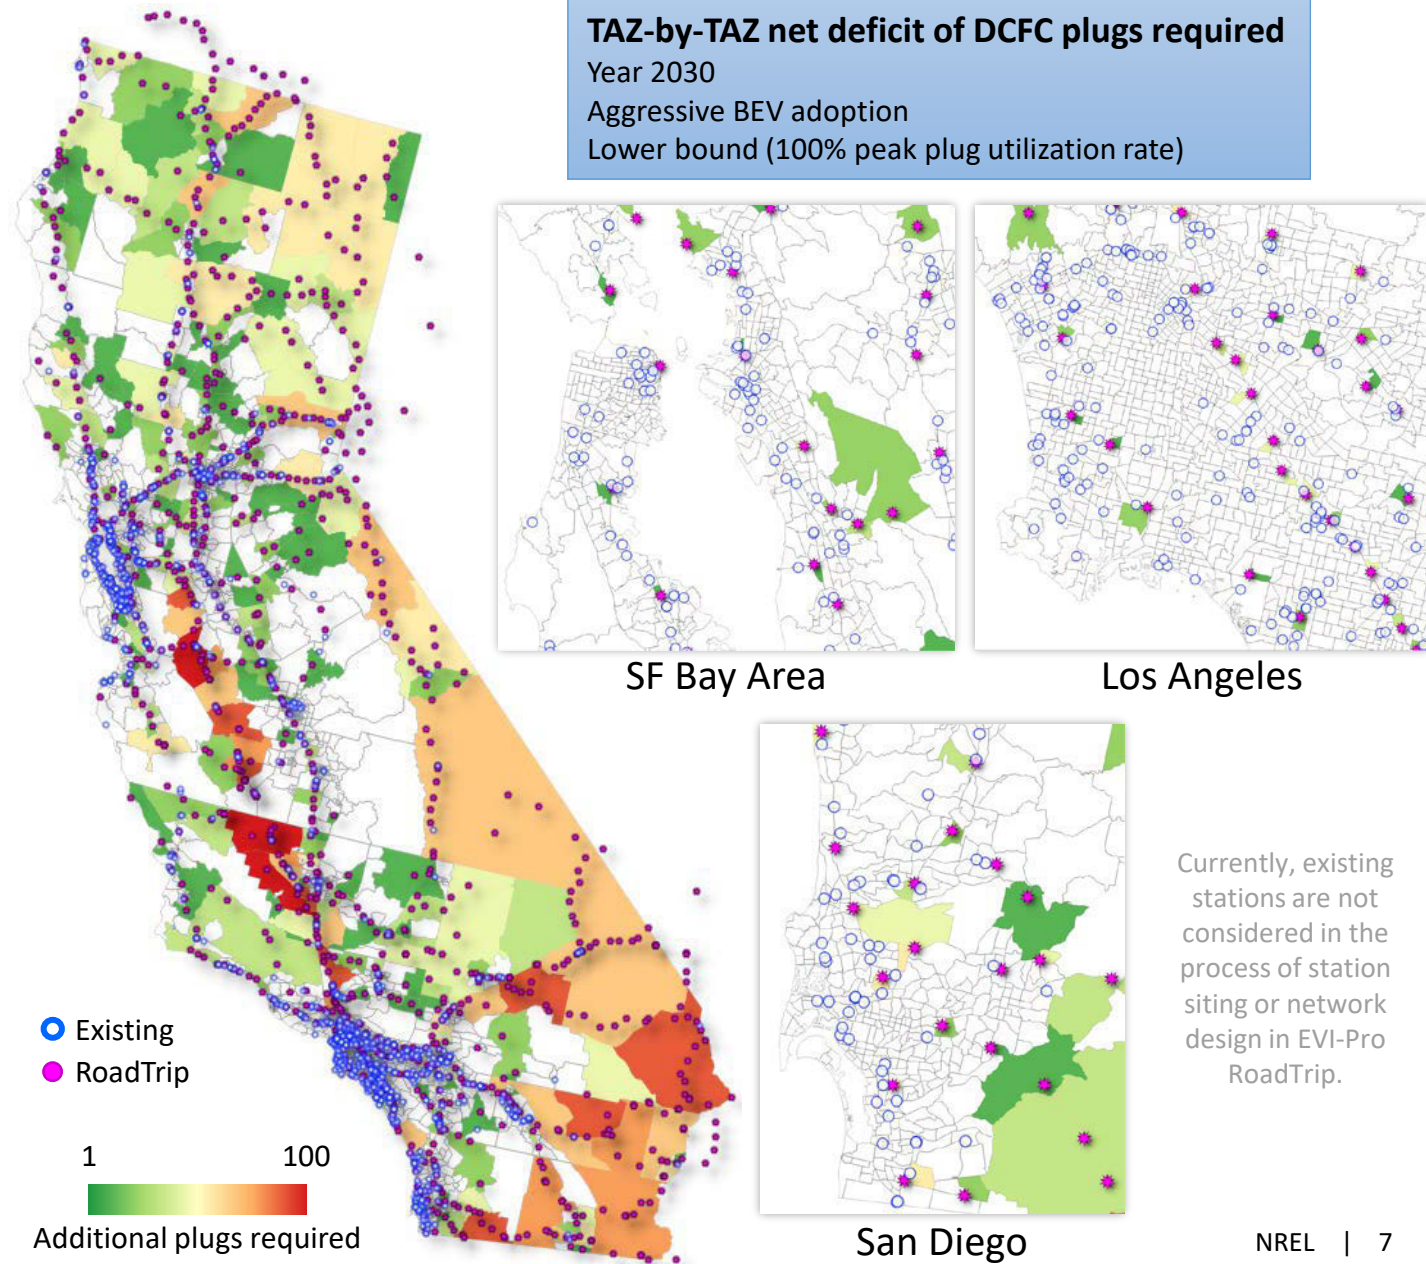 TAZ-by-TAZ net deficit of DCFC plugs required
Year 2030
Aggressive BEV adoption
Lower bound (100% peak plug utilization rate)
SF Bay Area
Los Angeles
San Diego
Currently, existing
stations are not
considered in the
process of station
siting or network
design in EVI-Pro
RoadTrip.
Existing
RoadTrip
1 100
Additional plugs required
NREL | 7